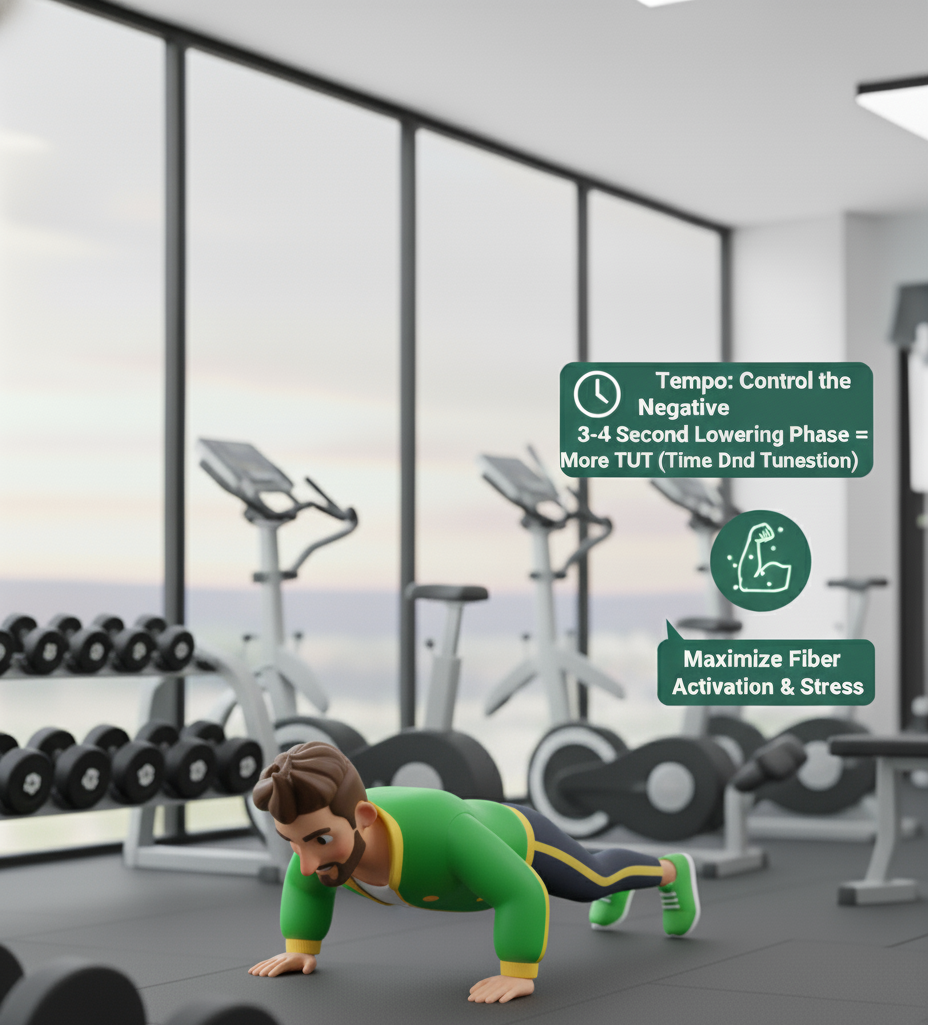 Tempo: Control the
Negative
3-4 Second Lowering Phase =
More TUT (Time Dnd Tunestion)
Maximize Fiber
Activation & Stress